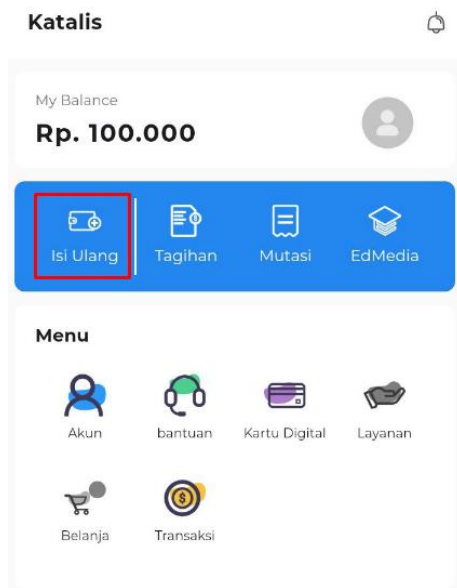 Katalis
My Balance
Rp. 100.000
Isi Ulang Tagihan Mutasi EdMedia
Menu
Akun bantuan Kartu Digital Layanan
Belanja Transaksi